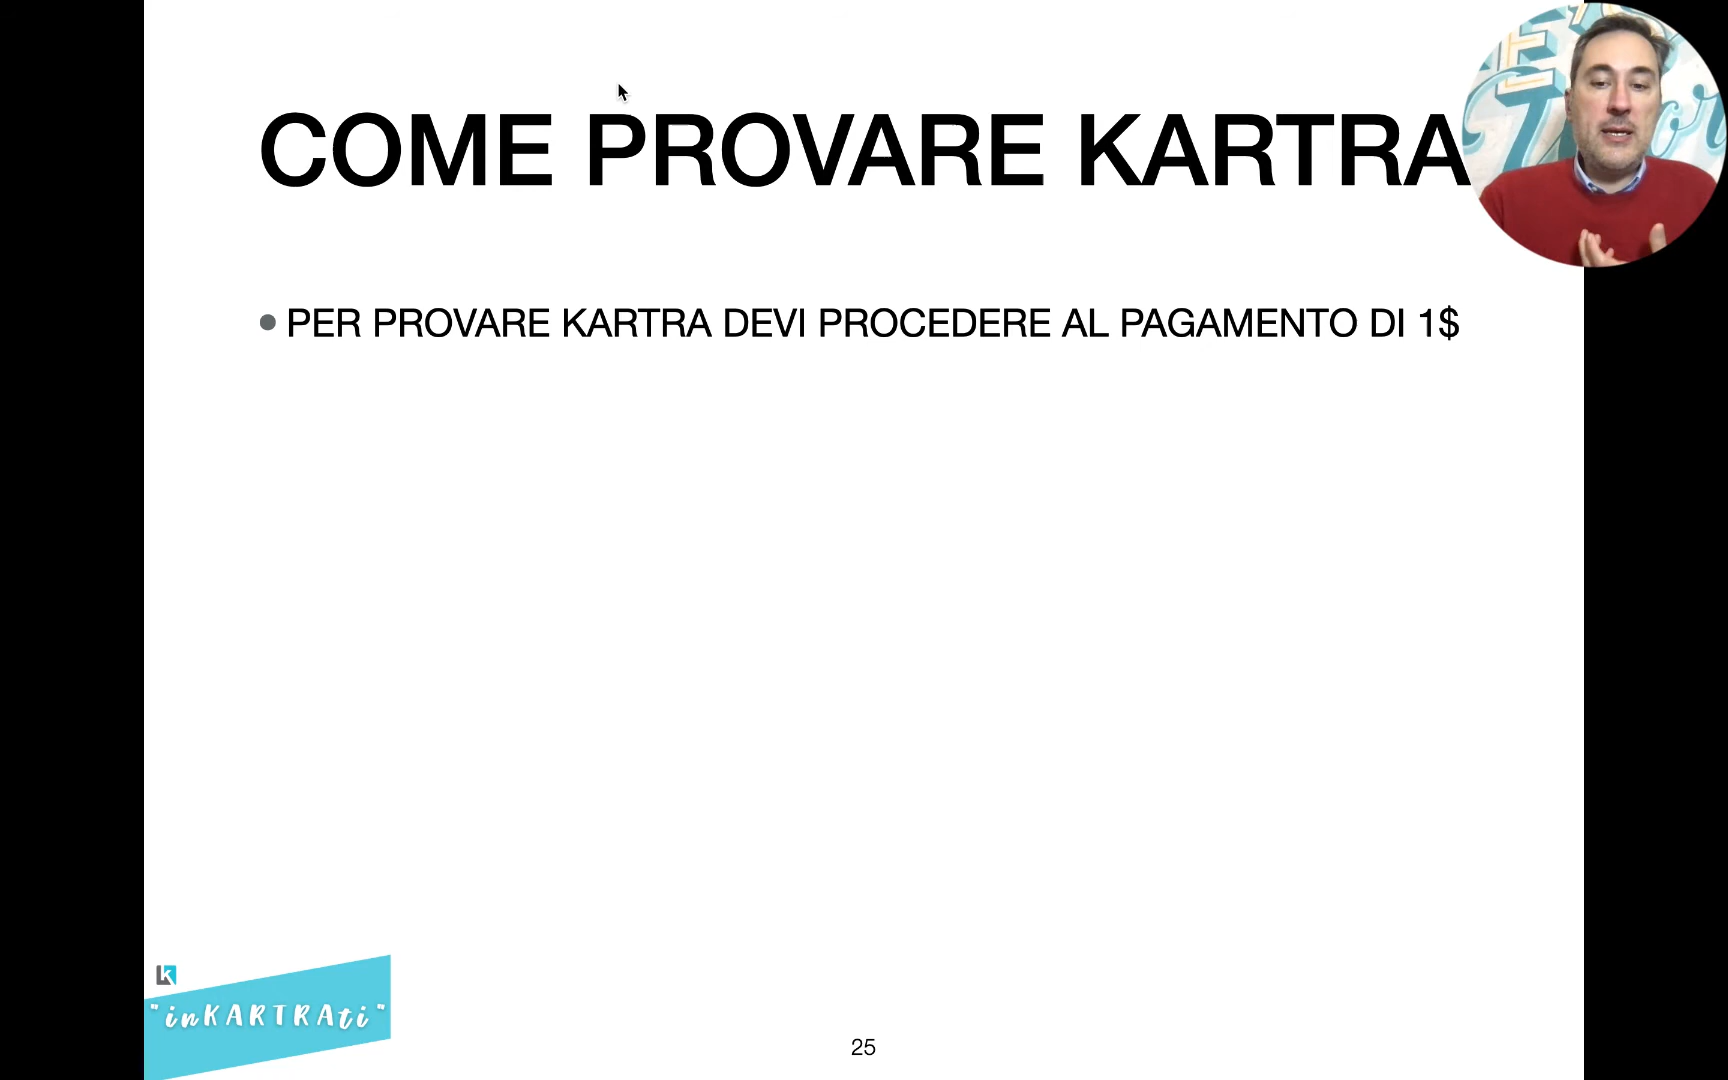 COME PROVARE KARTRA
PER PROVARE KARTRA DEVI PROCEDERE AL PAGAMENTO DI 1$
"inKARTRAti"
25